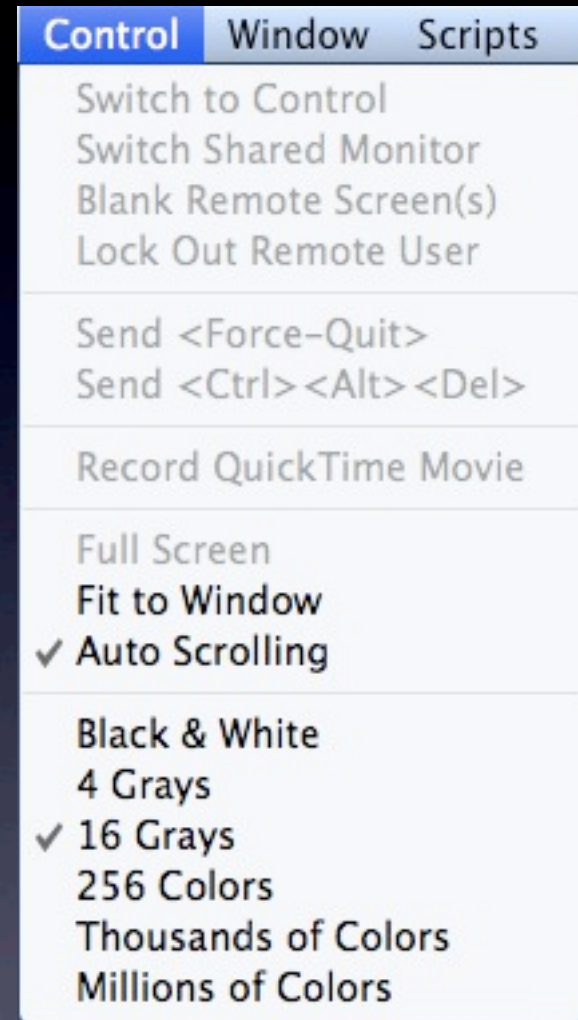 Control Window Scripts
Switch to Control
Switch Shared Monitor
Blank Remote Screen(s)
Lock Out Remote User
Send <Force-Quit>
Send <Ctrl><Alt><Del>
Record QuickTime Movie
Full Screen
Fit to Window
✓ Auto Scrolling
Black & White
4 Grays
✓ 16 Grays
256 Colors
Thousands of Colors
Millions of Colors